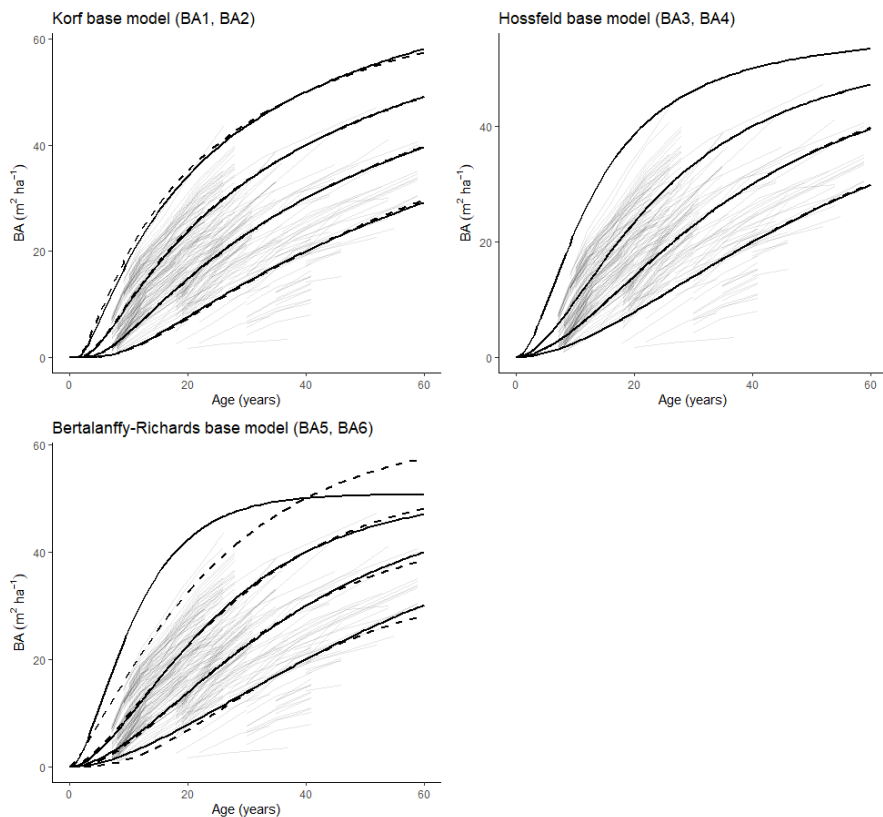 Korf base model (BA1, BA2)
60
40
20
0
BA (m² ha⁻¹)
0 20 40 60
Age (years)
Hossfeld base model (BA3, BA4)
40
20
0
BA (m² ha⁻¹)
0 20 40 60
Age (years)
Bertalanffy-Richards base model (BA5, BA6)
60
40
20
0
BA (m² ha⁻¹)
0 20 40 60
Age (years)